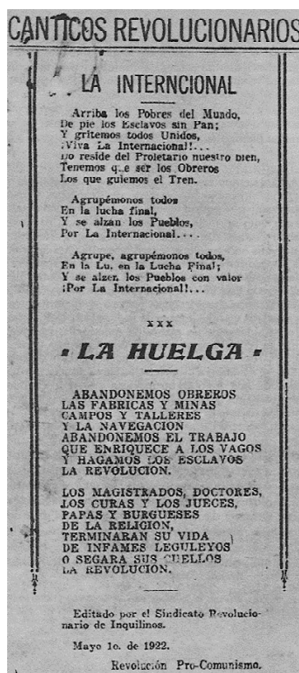 CANTICOS REVOLUCIONARIOS
LA INTERNCIONAL
Arriba los Pobres del Mundo,
De pie los Esclavos sin Pan;
Y gritemos todos Unidos,
¡Viva La Internacional!...
Do reside del Proletario nuestro bien,
Tenemos que ser los Obreros
Los que guiemos el Tren.
Agrupémonos todos
En la lucha final,
Y se alzan los Pueblos,
Por La Internacional....
Agrupe, agrupémonos todos,
En la Lu, en la Lucha Final;
Y se alzen los Pueblos con valor
¡Por La Internacional!...
xxx
LA HUELGA
ABANDONEMOS OBREROS
LAS FABRICAS Y MINAS
CAMPOS Y TALLERES
Y LA NAVEGACION
ABANDONEMOS EL TRABAJO
QUE ENRIQUECE A LOS VAGOS
Y HAGAMOS LOS ESCLAVOS
LA REVOLUCION.
LOS MAGISTRADOS, DOCTORES,
LOS CURAS Y LOS JUECES,
PAPAS Y BURGUESES
DE LA RELIGION,
TERMINARAN SU VIDA
DE INFAMES LEGULEYOS
O SEGARA SUS CUELLOS
LA REVOLUCION.
Editado por el Sindicato Revolucio-
nario de Inquilinos.
Mayo 1o. de 1922.
Revolución Pro-Comunismo.